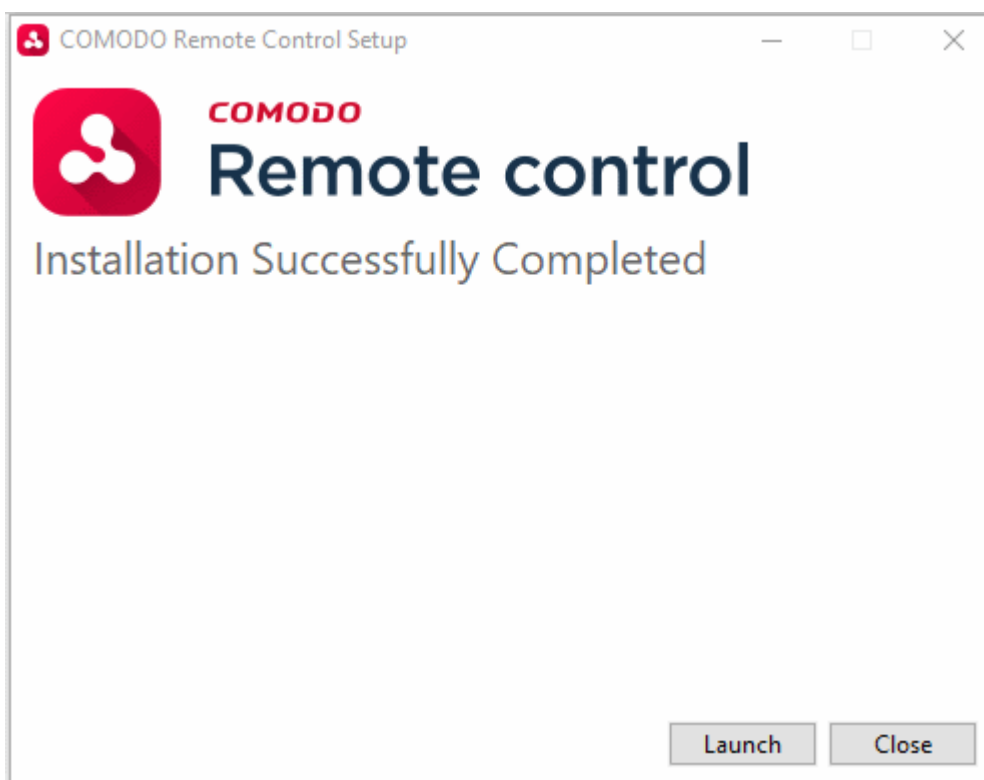 COMODO Remote Control Setup
COMODO
Remote control
Installation Successfully Completed
Launch Close